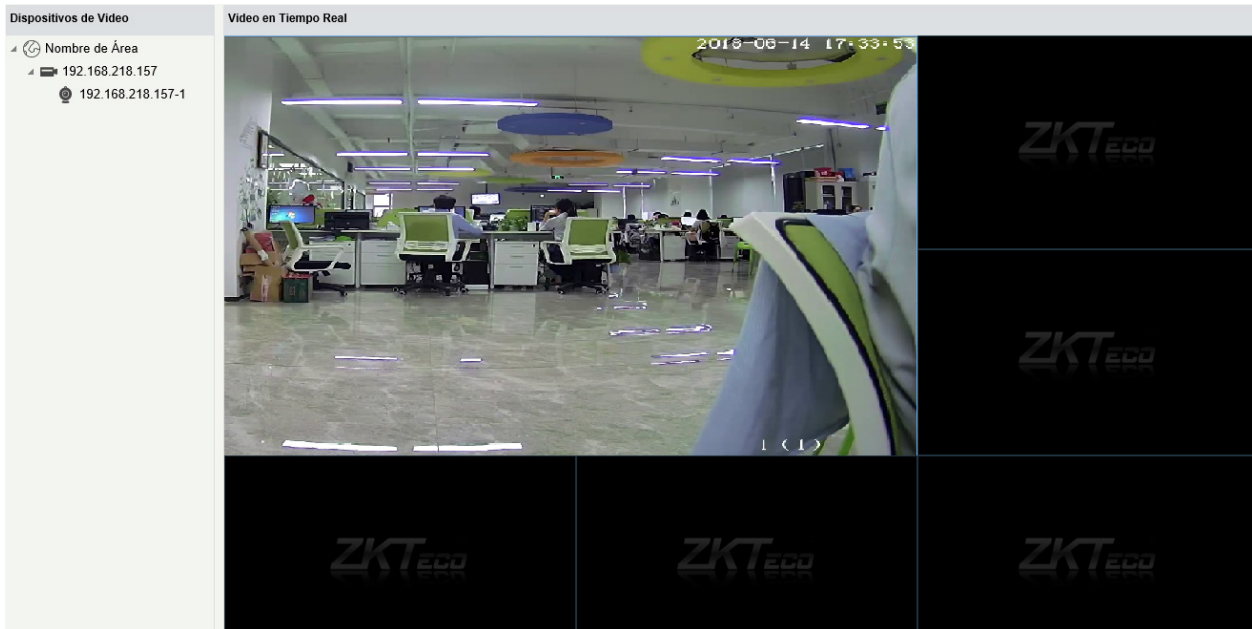 Dispositivos de Video
Nombre de Área
192.168.218.157
192.168.218.157-1
Video en Tiempo Real
2018-08-14 17:33:53
1 (1)
ZKTECO
ZKTECO
ZKTECO
ZKTECO
ZKTECO